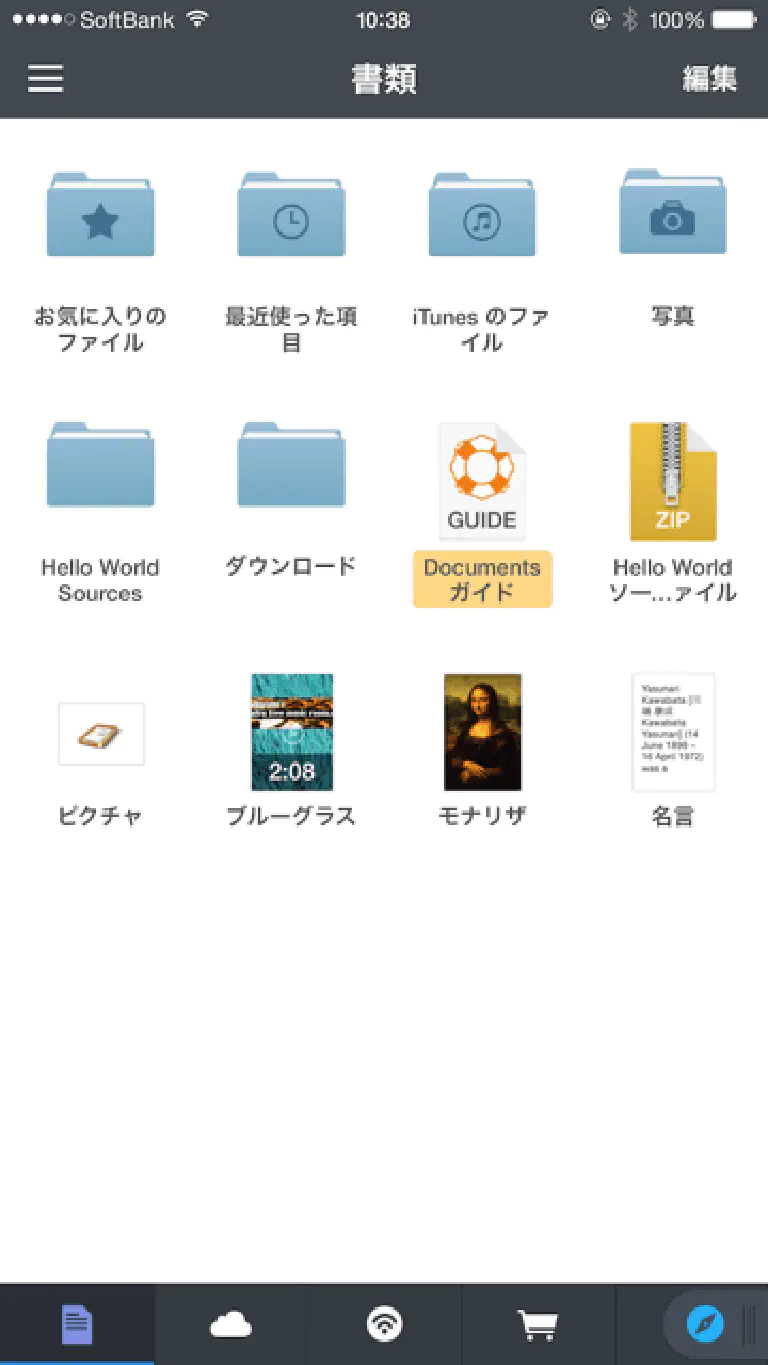 SoftBank 10:38 100%
書類 編集
お気に入りの
ファイル
最近使った項
目
iTunes のファ
イル
写真
Hello World
Sources
ダウンロード
GUIDE
Documents
ガイド
ZIP
Hello World
ソー...ァイル
ピクチャ
2:08
ブルーグラス
モナリザ
Yasunari
Kawabata
Kawabata
Yasunari] (14
June 1899 -
16 April 1972)
was a
名言